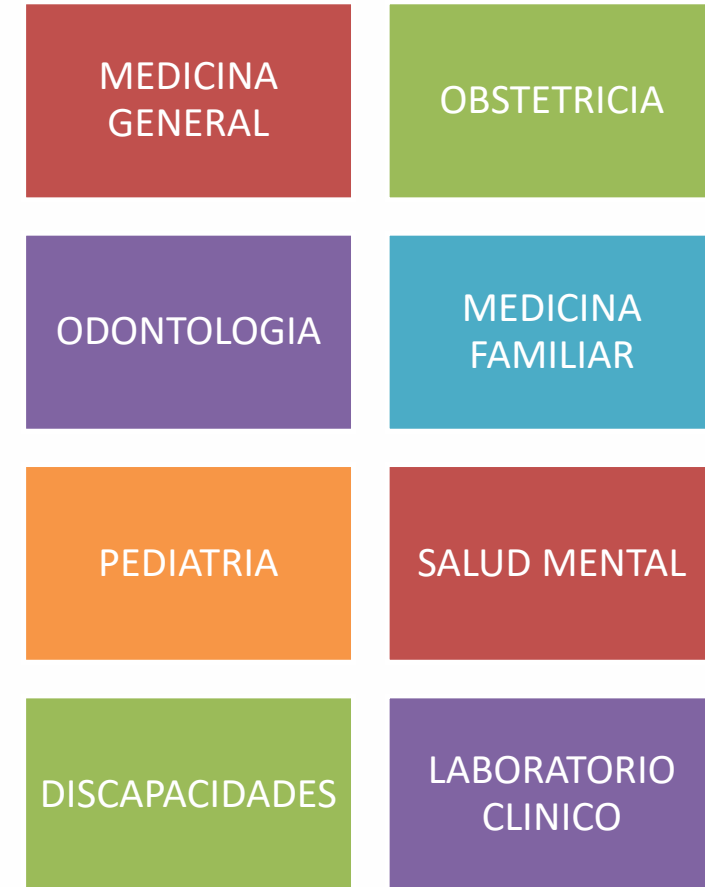 MEDICINA
GENERAL
OBSTETRICIA
ODONTOLOGIA
MEDICINA
FAMILIAR
PEDIATRIA
SALUD MENTAL
DISCAPACIDADES
LABORATORIO
CLINICO